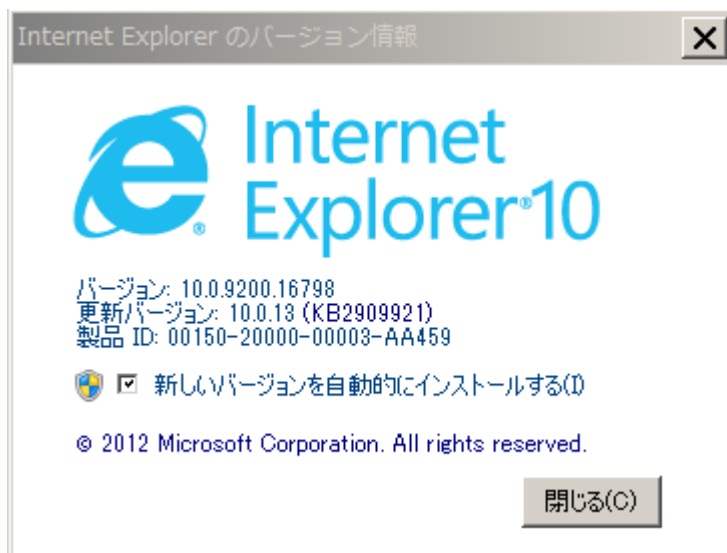 Internet Explorer のバージョン情報
Internet
Explorer®10
バージョン: 10.0.9200.16798
更新バージョン: 10.0.13 (KB2909921)
製品 ID: 00150-20000-00003-AA459
新しいバージョンを自動的にインストールする(I)
© 2012 Microsoft Corporation. All rights reserved.
閉じる(C)